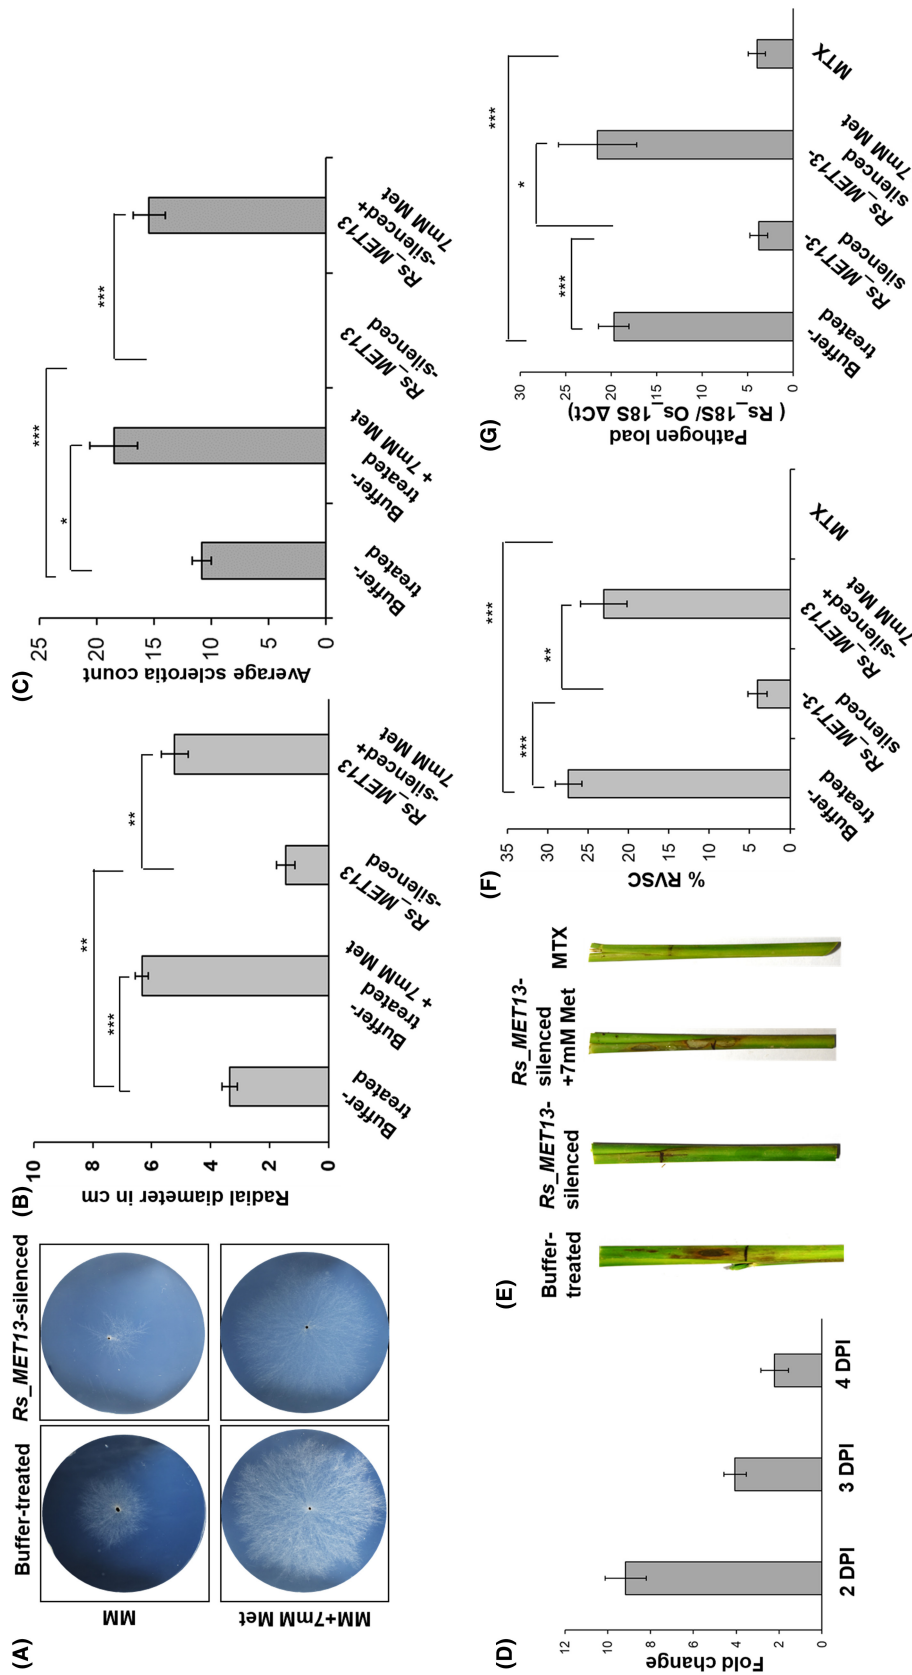 (A)
Buffer-treated
Rs_MET13-silenced
MM
MM+7mM Met
(B)
Radial diameter in cm
10
8
6
4
2
0
***
**
**
Buffer-
treated
Buffer-
treated
+ 7mM Met
Rs_MET13
-silenced
Rs_MET13
-silenced+
7mM Met
(C)
Average sclerotia count
25
20
15
10
5
0
*
***
***
Buffer-
treated
Buffer-
treated
+ 7mM Met
Rs_MET13
-silenced
Rs_MET13
-silenced+
7mM Met
(D)
Fold change
12
10
8
6
4
2
0
2 DPI
3 DPI
4 DPI
(E)
Buffer-
treated
Rs_MET13-
silenced
Rs_MET13-
silenced
+7mM Met
MTX
(F)
% RVSC
35
30
25
20
15
10
5
0
***
**
***
Buffer-
treated
Rs_MET13-
silenced
Rs_MET13
-silenced+
7mM Met
MTX
(G)
Pathogen load
( Rs_18S/ Os_18S ΔCt)
30
25
20
15
10
5
0
***
*
***
Buffer-
treated
Rs_MET13-
silenced
Rs_MET13-
silenced
7mM Met
MTX